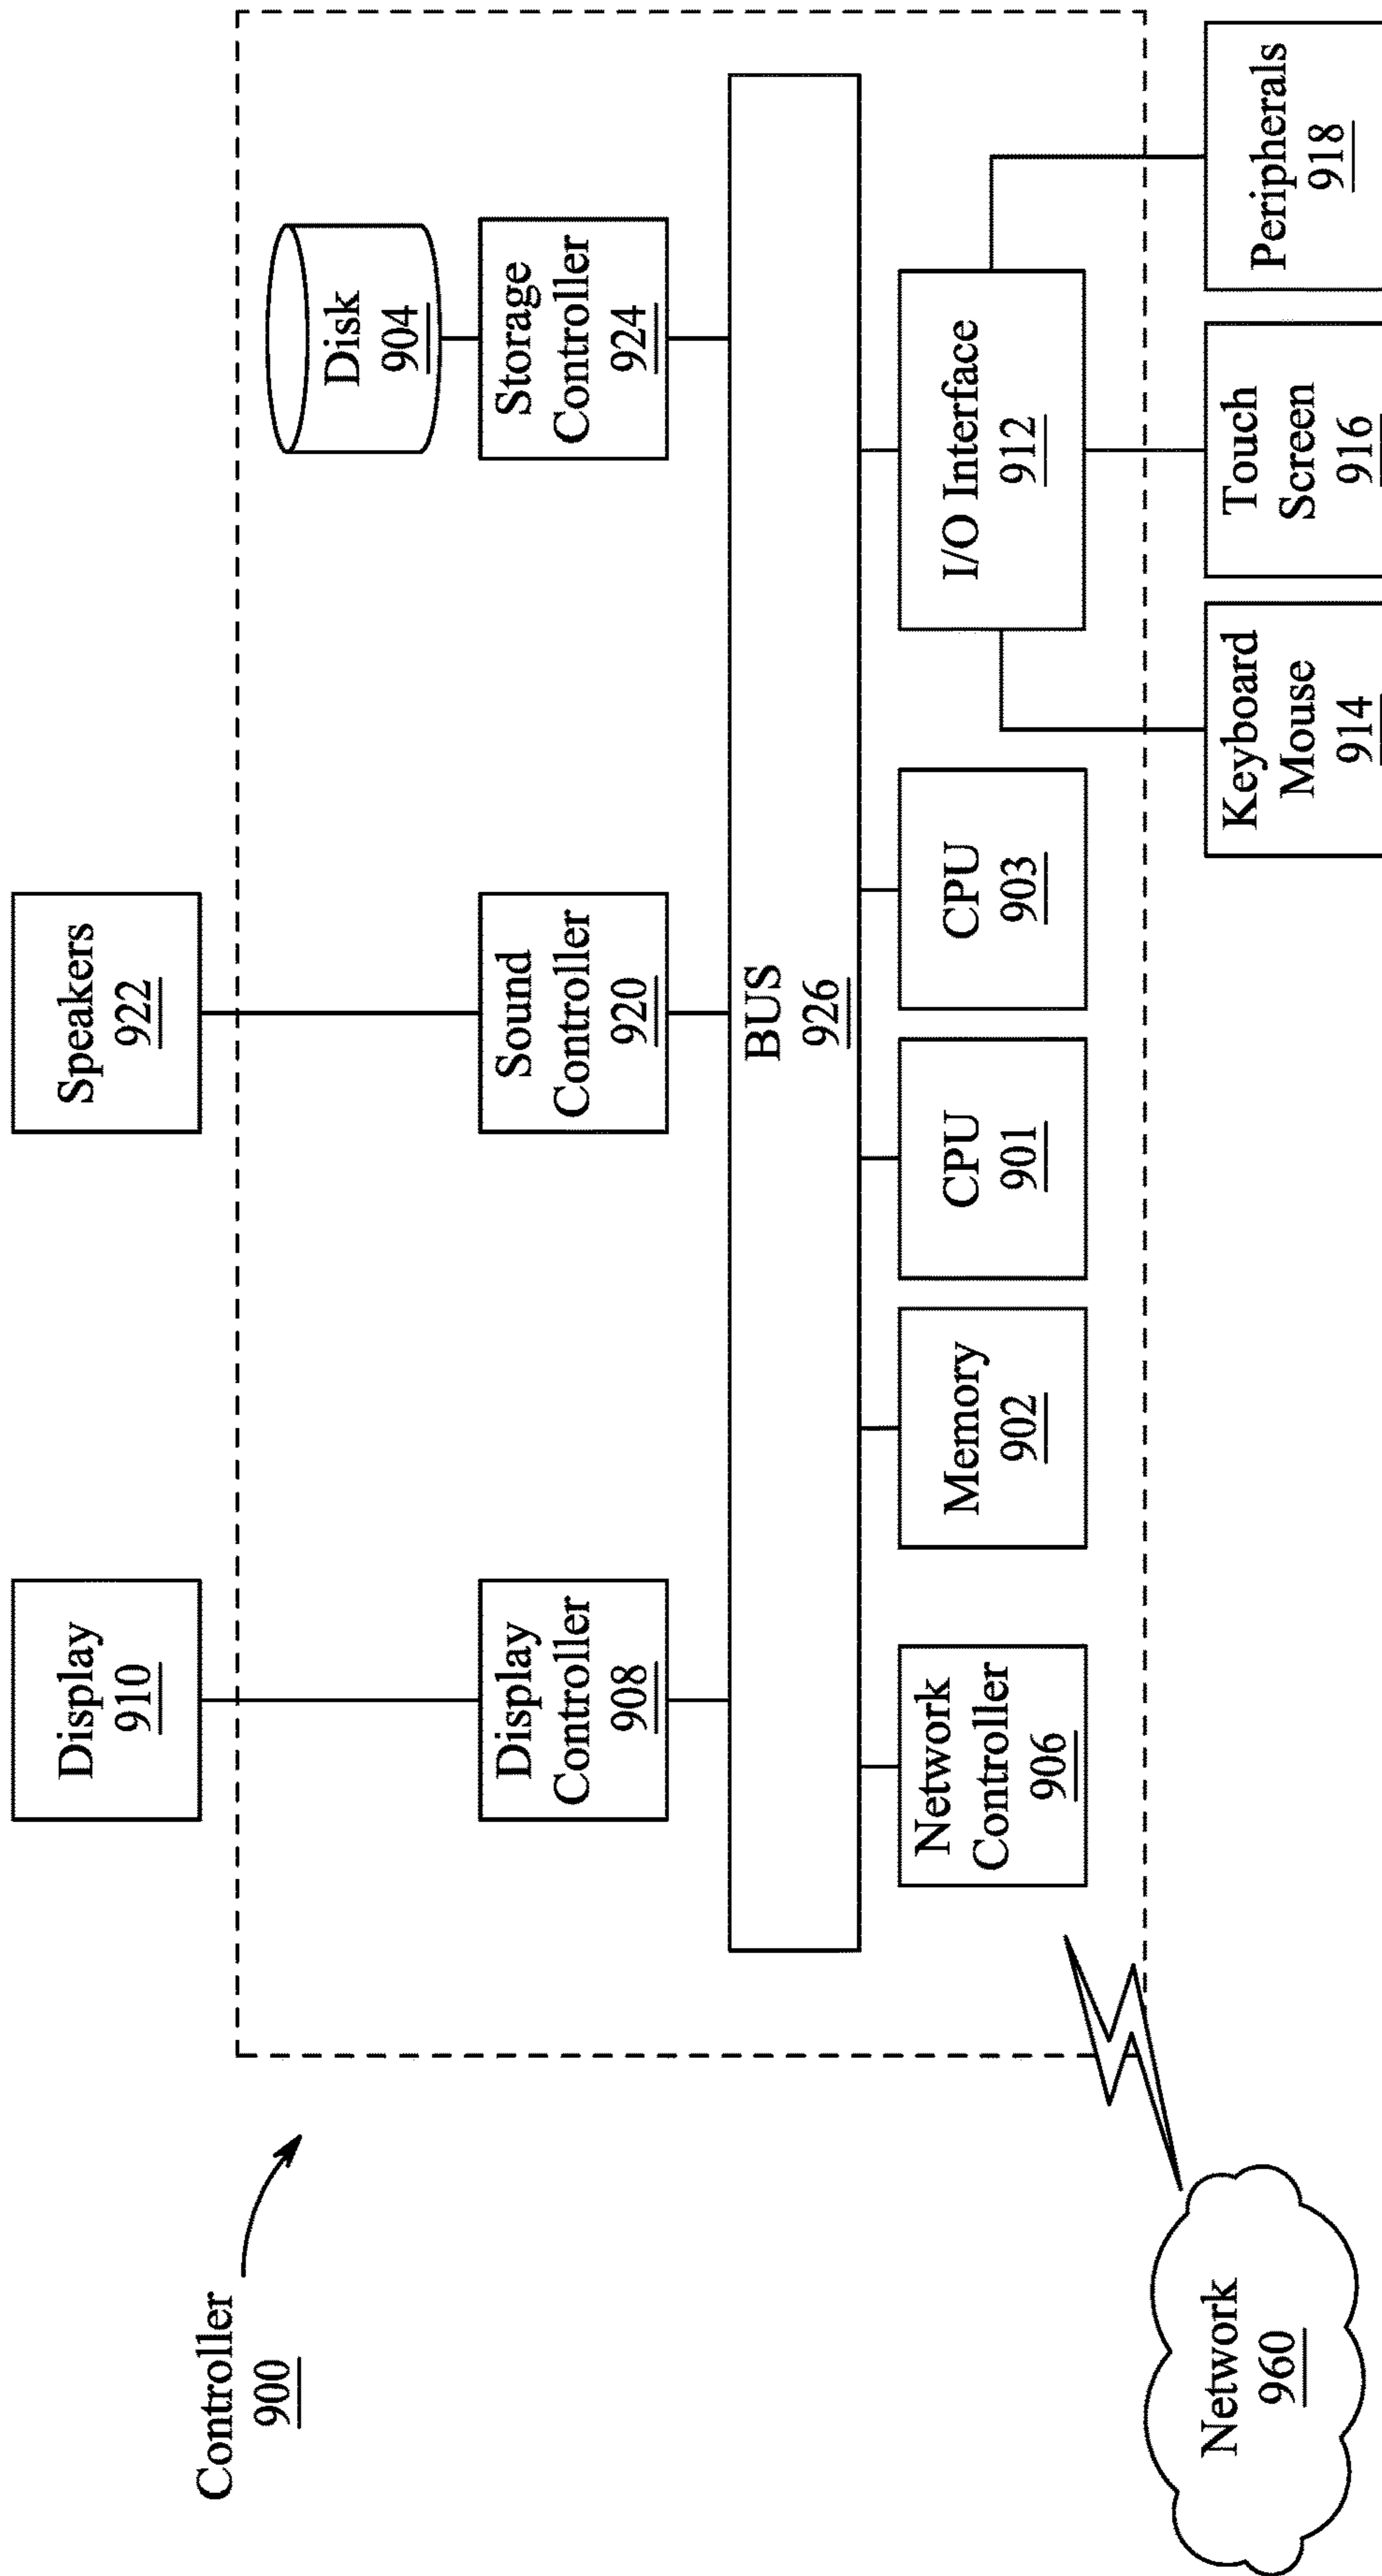 Controller
900
Display
910
Speakers
922
Disk
904
Display
Controller
908
Sound
Controller
920
Storage
Controller
924
BUS
926
Network
Controller
906
Memory
902
CPU
901
CPU
903
I/O Interface
912
Network
960
Keyboard
Mouse
914
Touch
Screen
916
Peripherals
918